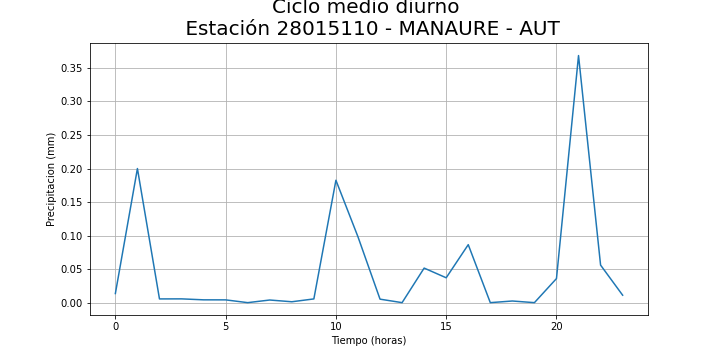 Ciclo medio diurno
Estación 28015110 - MANAURE - AUT
Precipitacion (mm)
0.35
0.30
0.25
0.20
0.15
0.10
0.05
0.00
0 5 10 15 20
Tiempo (horas)